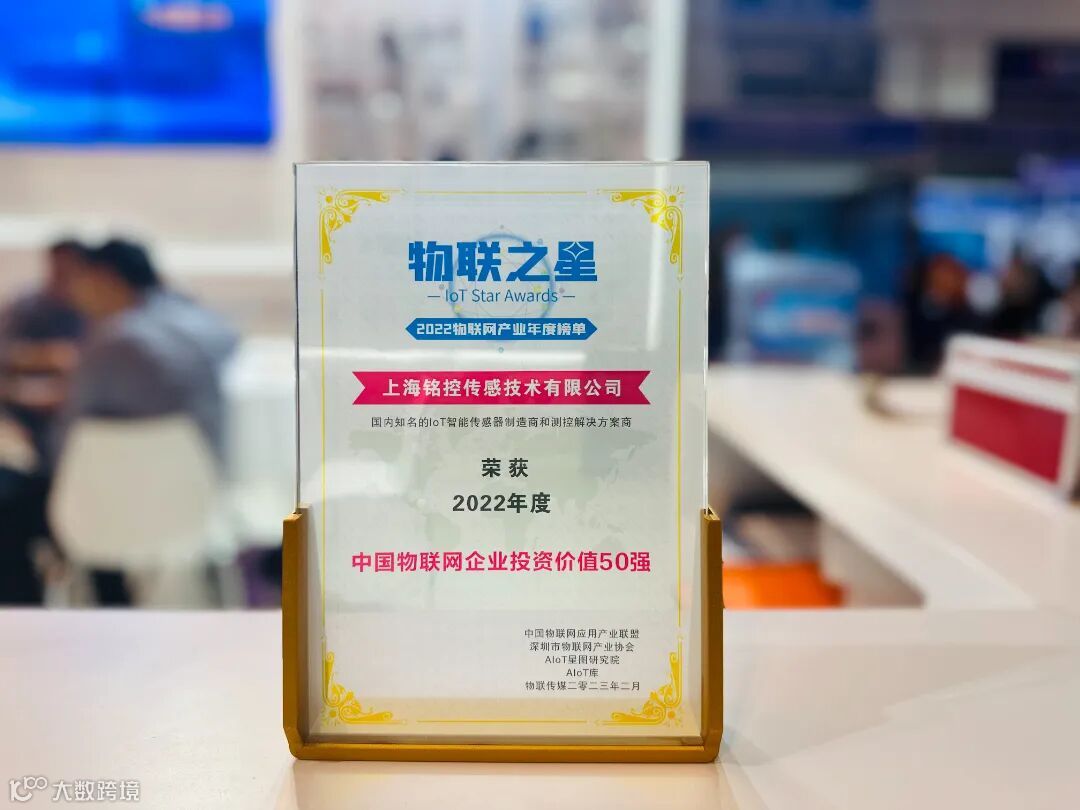 物联之星
IoT Star Awards
2022物联网产业年度榜单
上海铭控传感技术有限公司
国内知名的IoT智能传感器制造商和测控解决方案商
荣获
2022年度
中国物联网企业投资价值50强
中国物联网应用产业联盟
深圳市物联网产业协会
AIoT星图研究院
AIoT库
物联传媒二零二三年二月
大数跨境